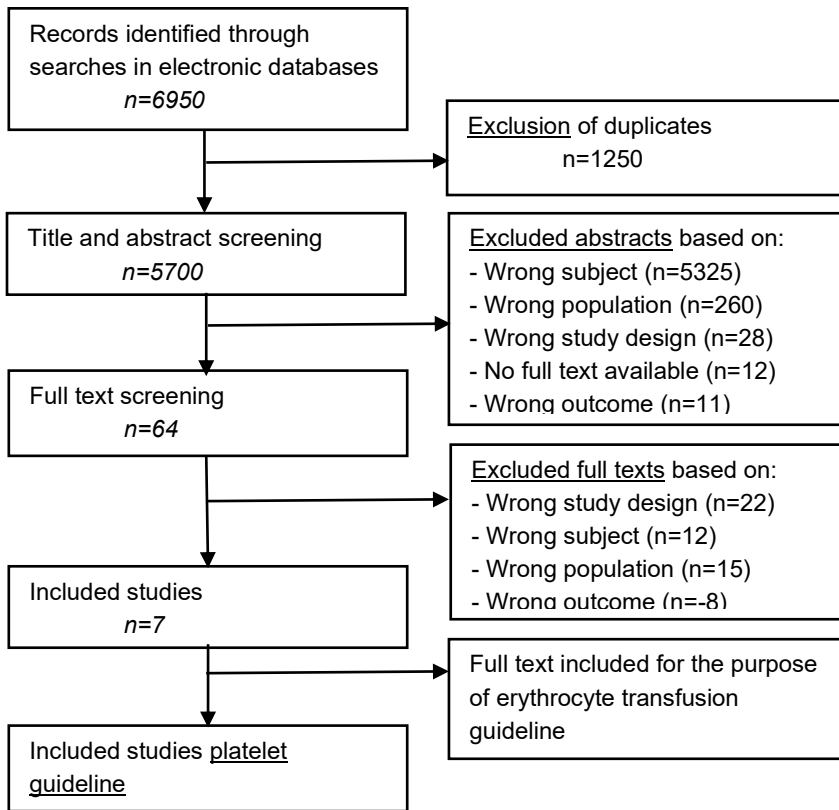 Records identified through
searches in electronic databases
n=6950
Exclusion of duplicates
n=1250
Title and abstract screening
n=5700
Excluded abstracts based on:
- Wrong subject (n=5325)
- Wrong population (n=260)
- Wrong study design (n=28)
- No full text available (n=12)
- Wrong outcome (n=11)
Full text screening
n=64
Excluded full texts based on:
- Wrong study design (n=22)
- Wrong subject (n=12)
- Wrong population (n=15)
- Wrong outcome (n=-8)
Included studies
n=7
Full text included for the purpose
of erythrocyte transfusion
guideline
Included studies platelet
guideline